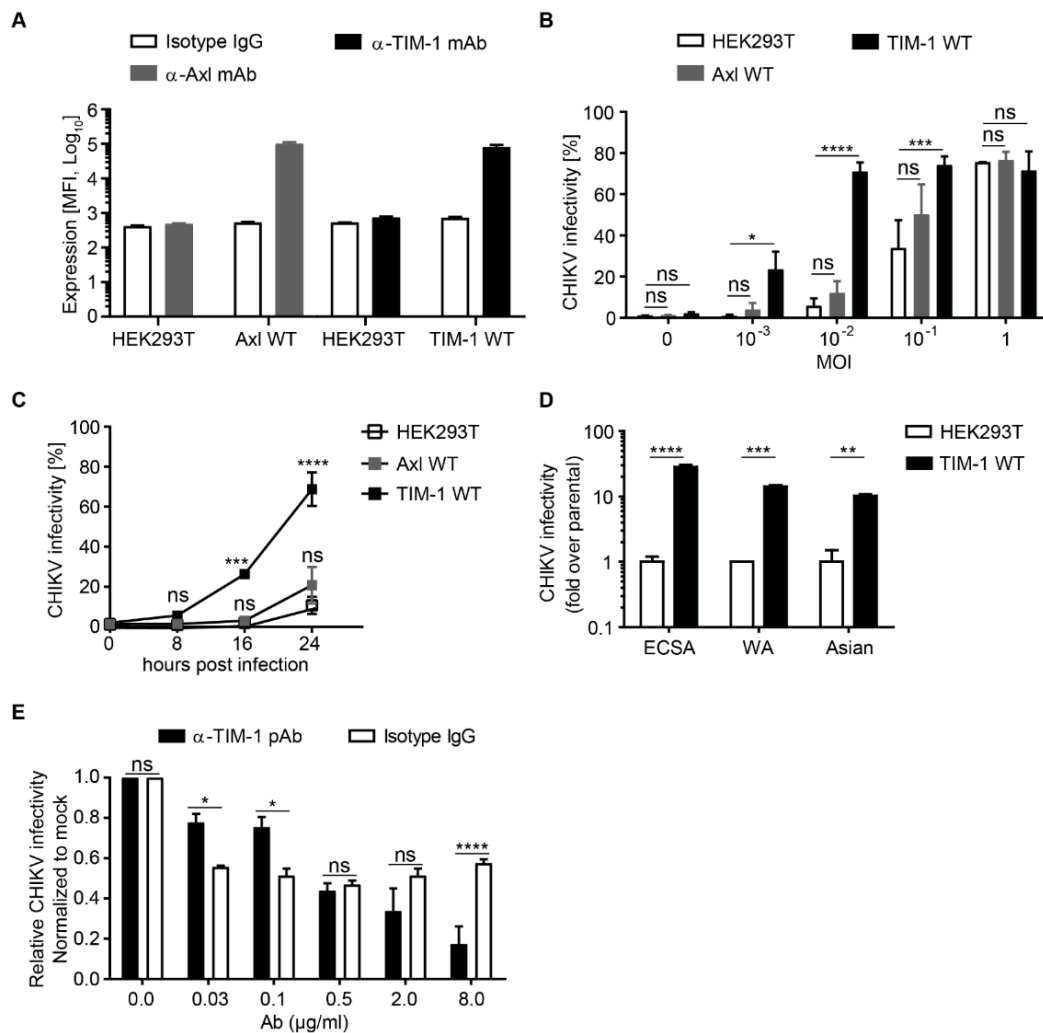 A
Isotype IgG
α-TIM-1 mAb
α-Axl mAb
Expression [MFI, Log10]
6
5
4
3
2
1
0
HEK293T Axl WT HEK293T TIM-1 WT
B
HEK293T
TIM-1 WT
Axl WT
CHIKV infectivity [%]
100
80
60
40
20
0
ns
ns
*
ns
****
ns
***
ns
ns
ns
0 10-3 10-2 10-1 1
MOI
C
CHIKV infectivity [%]
100
80
60
40
20
0
ns
***
ns
****
ns
0 8 16 24
hours post infection
HEK293T
Axl WT
TIM-1 WT
D
CHIKV infectivity
(fold over parental)
100
10
1
0.1
**** *** **
ECSA WA Asian
HEK293T
TIM-1 WT
E
α-TIM-1 pAb
Isotype IgG
Relative CHIKV infectivity
Normalized to mock
1.0
0.8
0.6
0.4
0.2
0.0
ns
*
*
ns
ns
****
0.0 0.03 0.1 0.5 2.0 8.0
Ab (µg/ml)